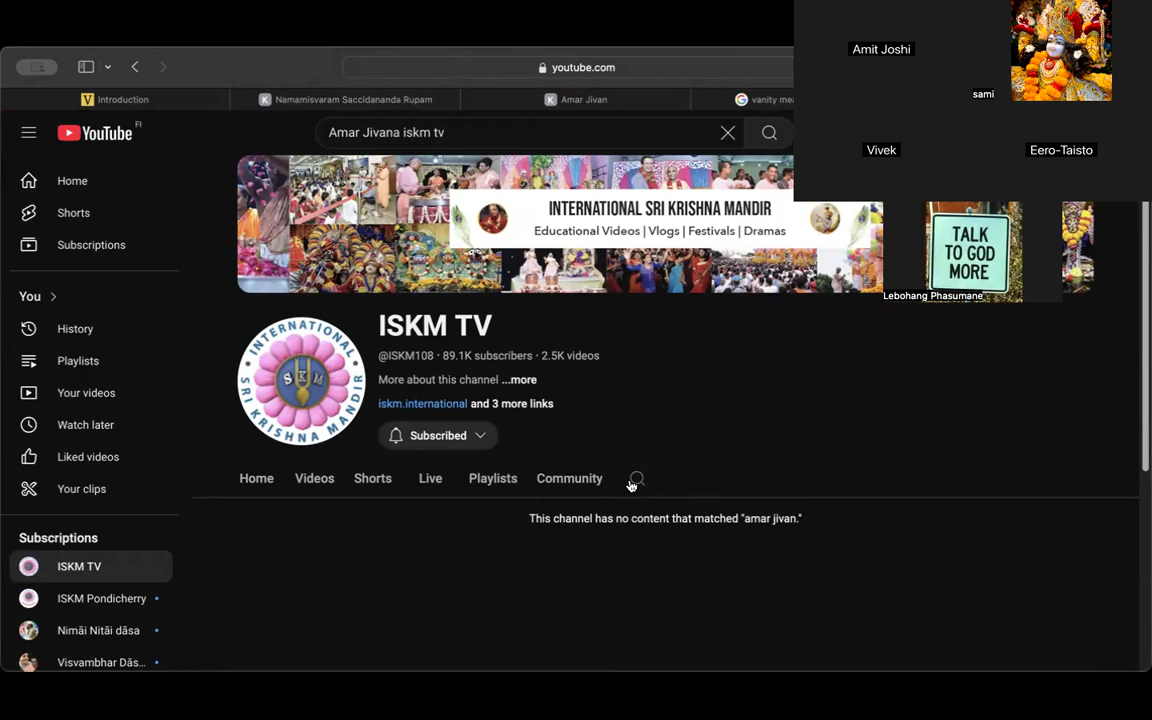 youtube.com
Introduction
Namamisvaram Saccidananda Rupam
Amar Jivan
vanity me
YouTube FI
Amar Jivana iskm tv
Home
Shorts
Subscriptions
You
History
Playlists
Your videos
Watch later
Liked videos
Your clips
Subscriptions
ISKM TV
ISKM Pondicherry
Nimāi Nitāi dāsa
Visvambhar Dās...
INTERNATIONAL SRI KRISHNA MANDIR
Educational Videos | Vlogs | Festivals | Dramas
INTERNATIONAL
SRI KRISHNA MANDIR
SKM
ISKM TV
@ISKM108 · 89.1K subscribers · 2.5K videos
More about this channel ...more
iskm.international and 3 more links
Subscribed
Home Videos Shorts Live Playlists Community
This channel has no content that matched "amar jivan."
Amit Joshi
sami
Vivek
Eero-Taisto
TALK
TO GOD
MORE
Lebohang Phasumane